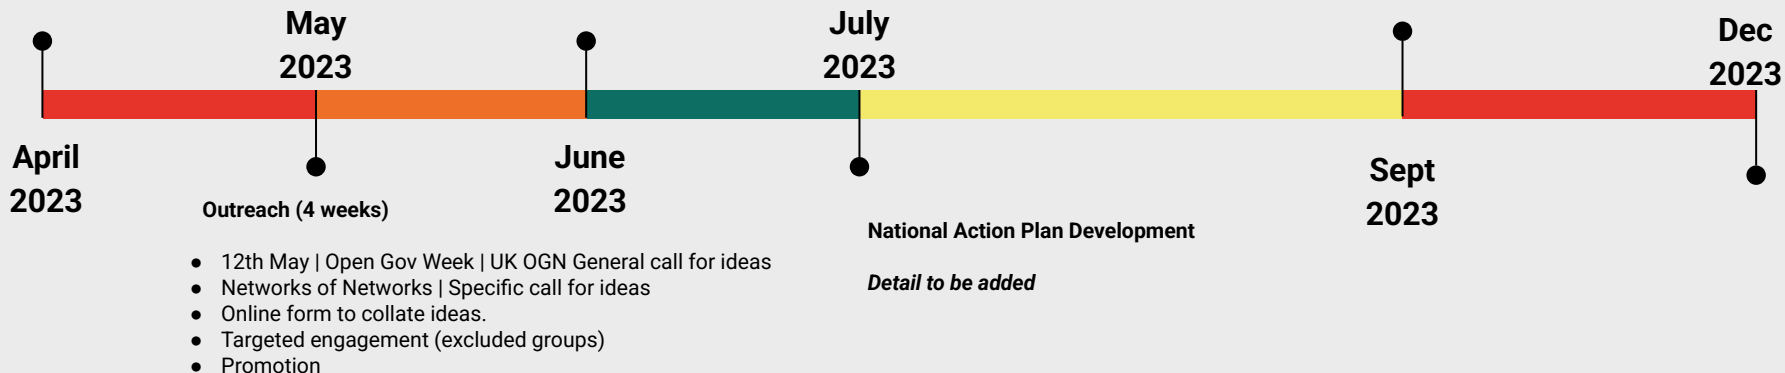 May
2023
July
2023
Dec
2023
April
2023
June
2023
Sept
2023
Outreach (4 weeks)
● 12th May | Open Gov Week | UK OGN General call for ideas
● Networks of Networks | Specific call for ideas
● Online form to collate ideas.
● Targeted engagement (excluded groups)
● Promotion
National Action Plan Development
Detail to be added